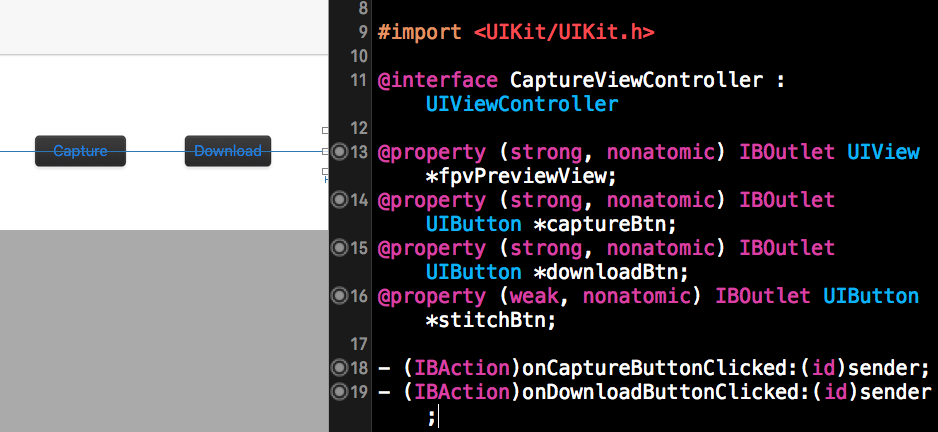 Capture
Download
8
9 #import <UIKit/UIKit.h>
10
11 @interface CaptureViewController :
UIViewController
12
13 @property (strong, nonatomic) IBOutlet UIView
*fpvPreviewView;
14 @property (strong, nonatomic) IBOutlet
UIButton *captureBtn;
15 @property (strong, nonatomic) IBOutlet
UIButton *downloadBtn;
16 @property (weak, nonatomic) IBOutlet UIButton
*stitchBtn;
17
18 - (IBAction)onCaptureButtonClicked:(id)sender;
19 - (IBAction)onDownloadButtonClicked:(id)sender
;